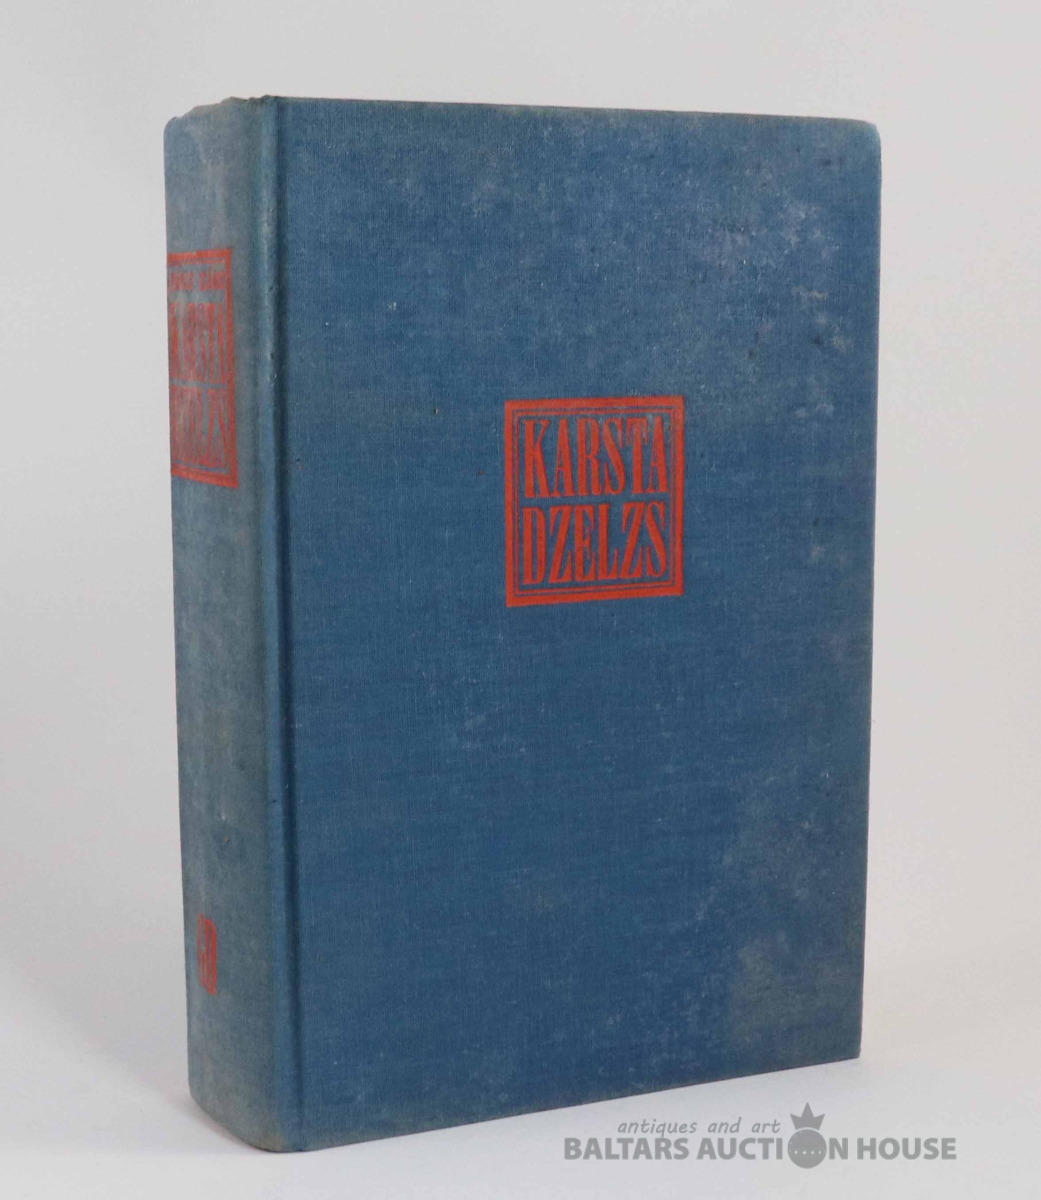 KARSTA
DZELZS
KARSTA
DZELZS
antiques and art
BALTARS AUCTION HOUSE